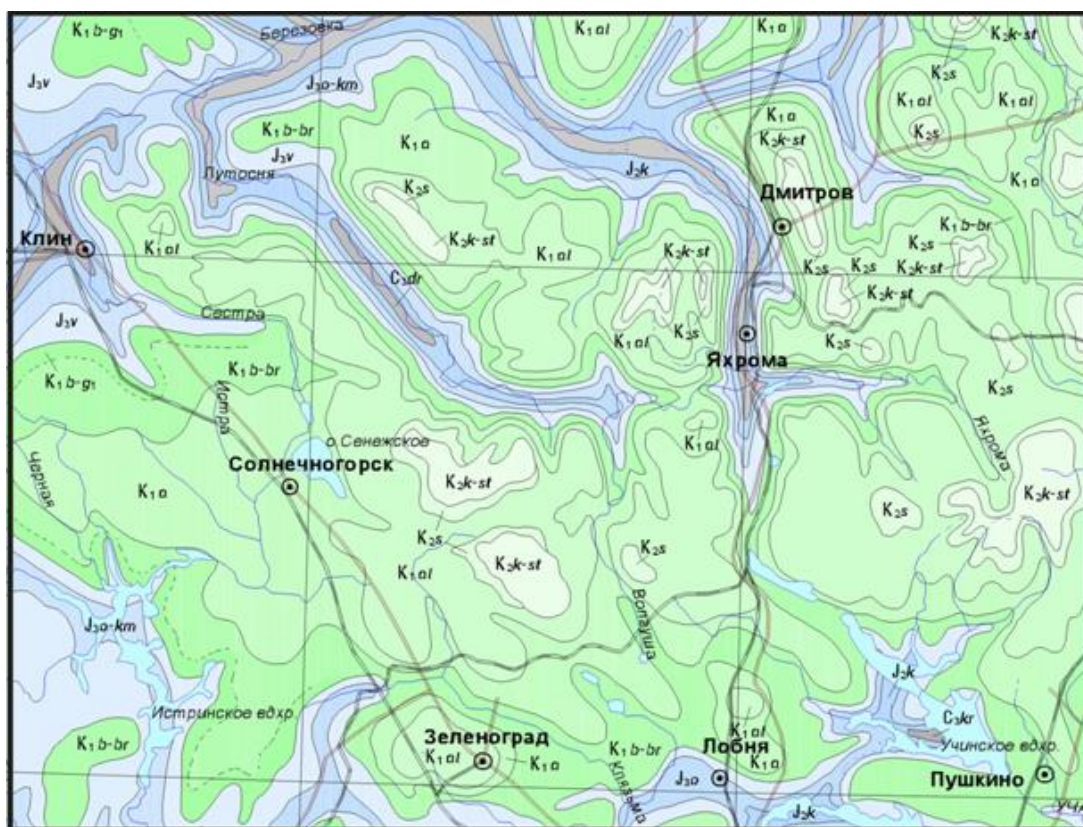 K₁b-g₁
Березовка
K₁al
K₁a
K₂k-st
J₃v
J₃o-km
K₂s
K₁al
K₁al
K₁b-br
K₁a
K₁a
K₂s
J₃v
K₂k-st
Лутосня
J₂k
K₁a
K₂s
Дмитров
Клин
K₁al
K₂k-st
K₁al
K₂k-st
K₁b-br
K₂s
C₃dr
K₂s
K₂s
K₂k-st
K₂k-st
Сестра
J₃v
K₁al
K₂s
Яхрома
K₂s
K₂s
K₁b-g₁
K₁b-br
Истра
о.Сенежское
K₁al
Яхрома
Черная
Солнечногорск
K₁a
K₂k-st
K₂k-st
K₂s
K₂s
K₂s
K₂k-st
K₁al
J₃o-km
J₂k
Истринское вдхр.
K₁al
C₃kr
K₁b-br
Зеленоград
K₁al
K₁a
K₁b-br
Лобня
K₁a
Учинское вдхр.
Клязьма
J₃o
Пушкино
J₂k